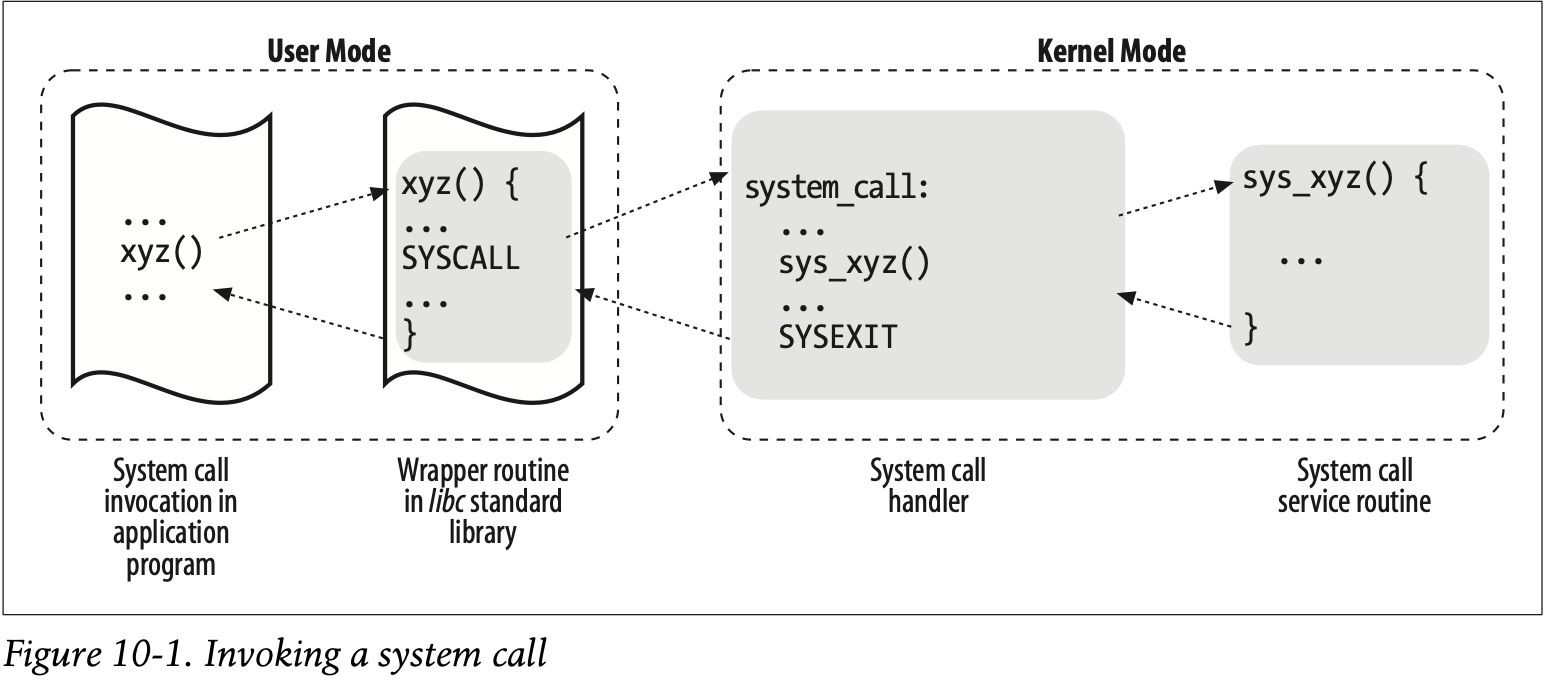 User Mode
Kernel Mode
...
xyz()
...
xyz() {
...
SYSCALL
...
}
system_call:
...
sys_xyz()
...
SYSEXIT
sys_xyz() {
...
}
System call
invocation in
application
program
Wrapper routine
in libc standard
library
System call
handler
System call
service routine
Figure 10-1. Invoking a system call